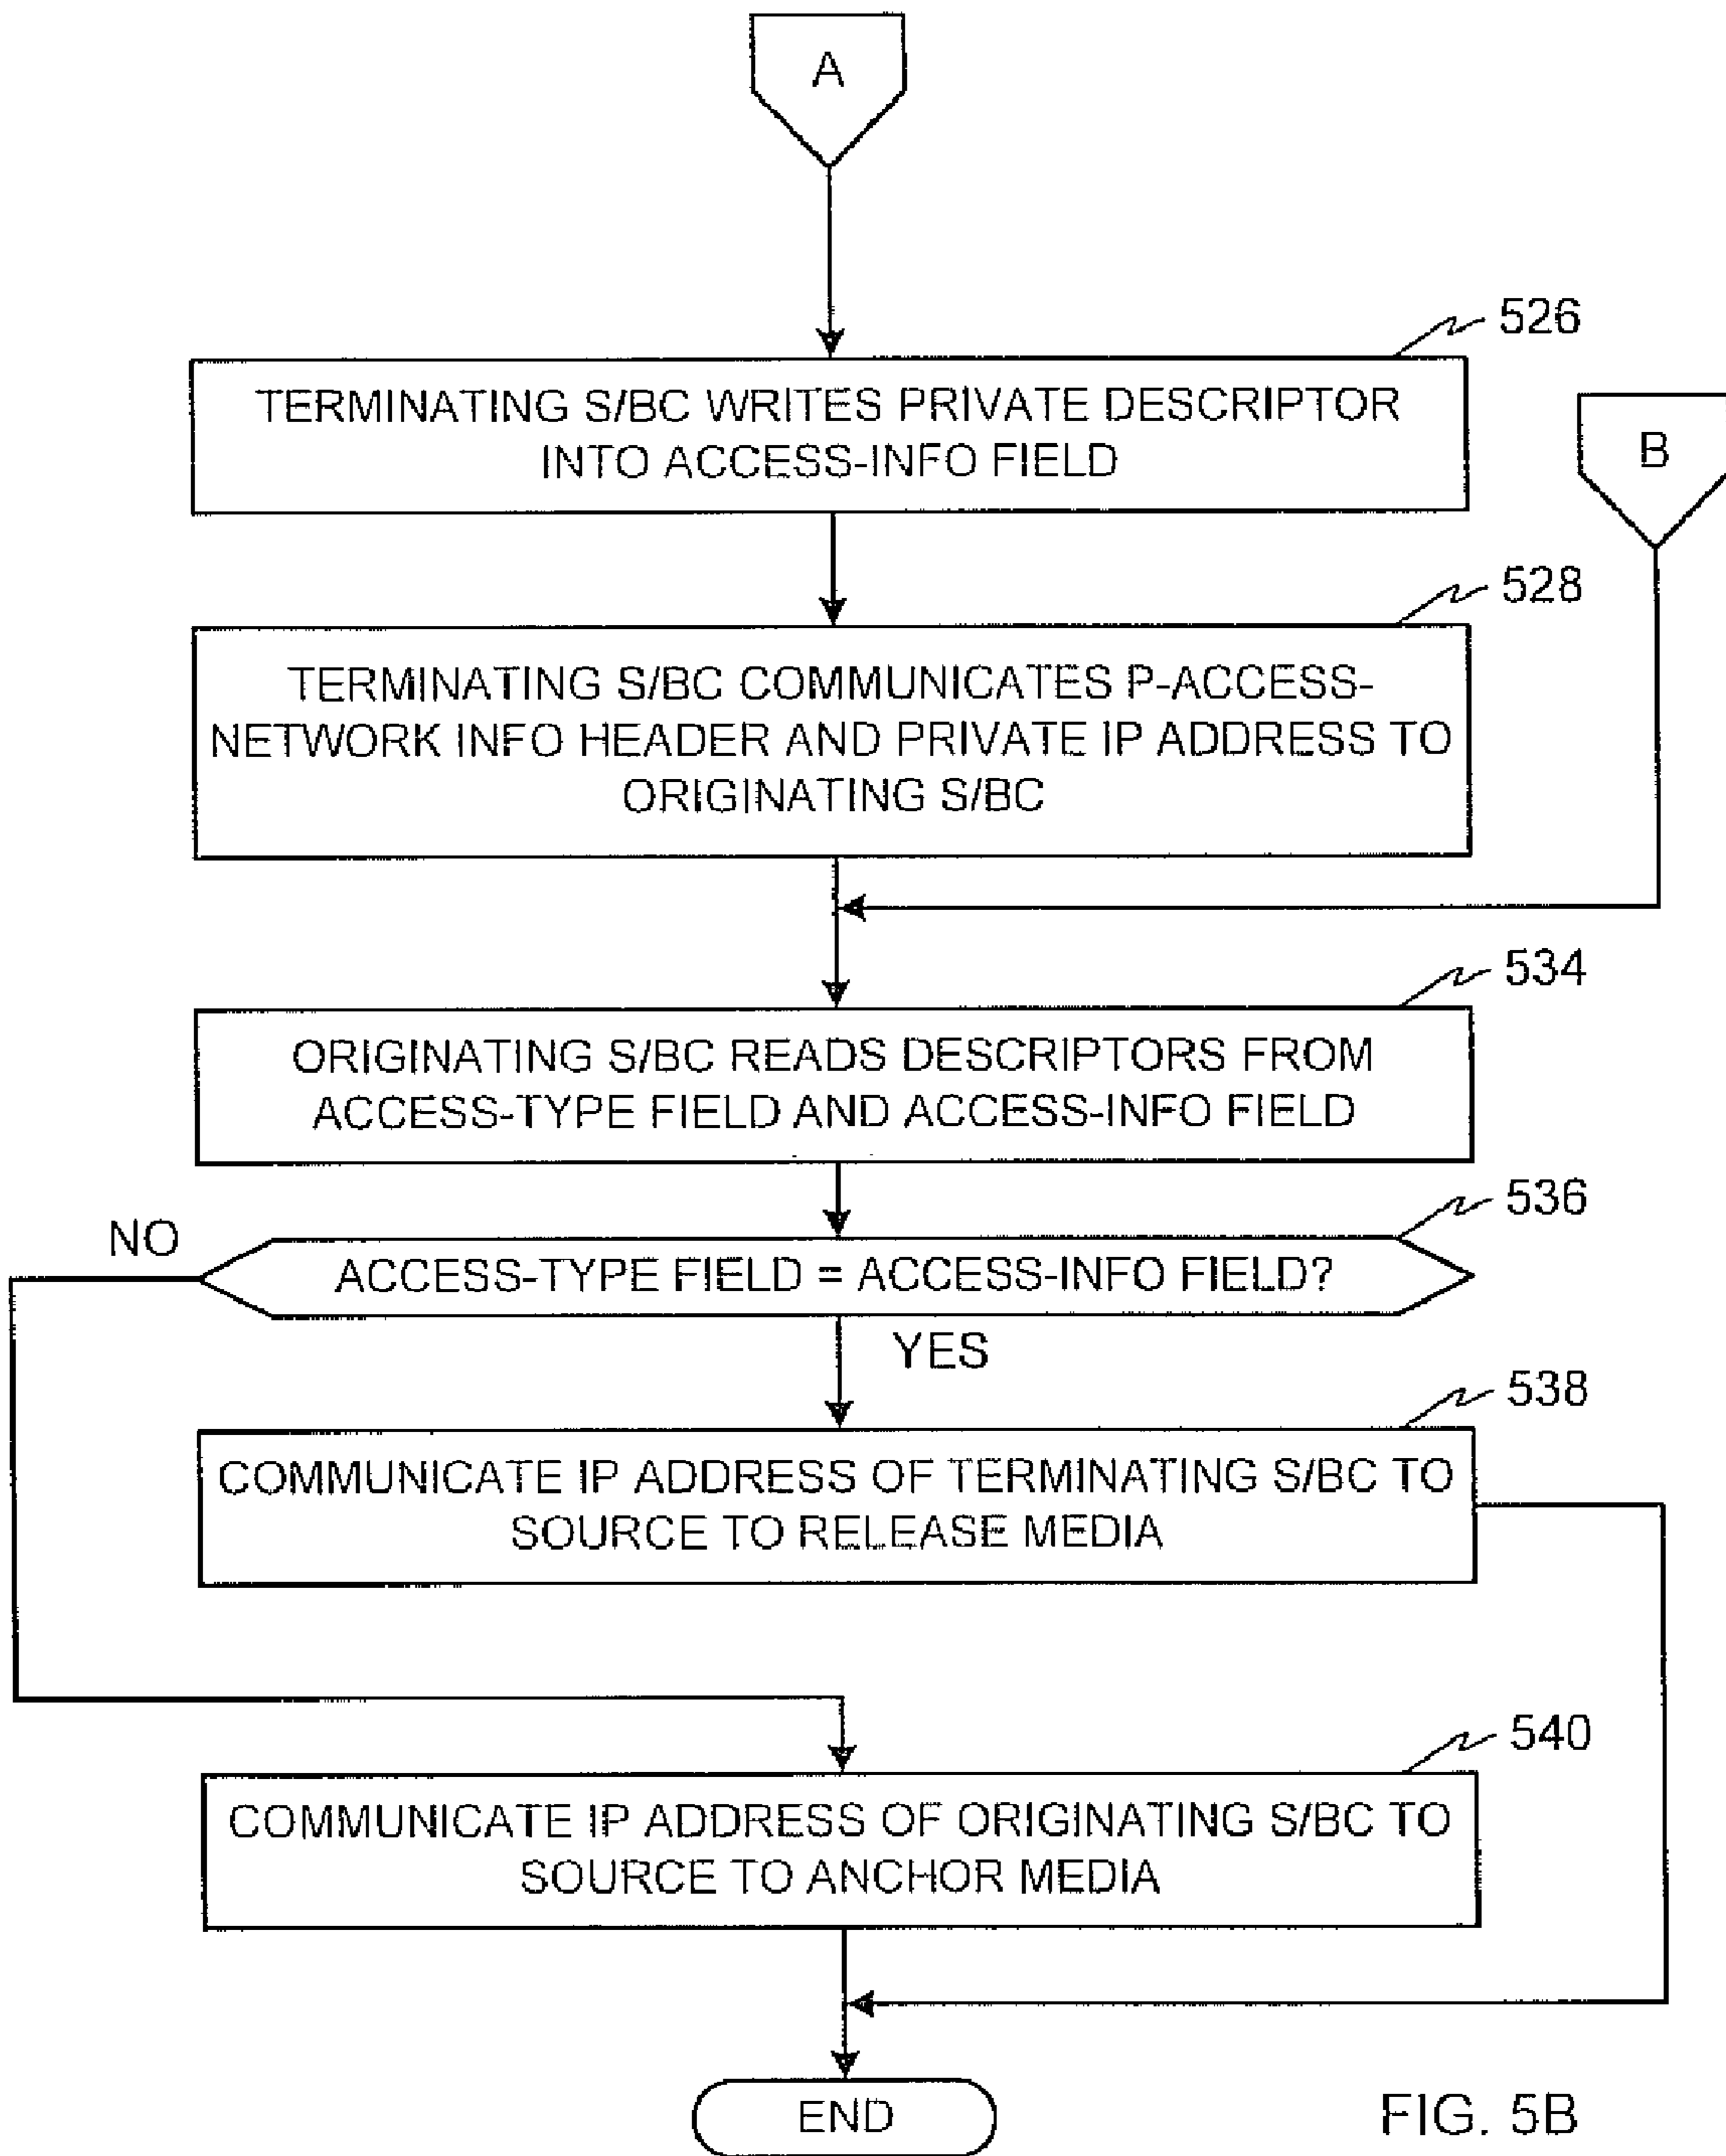 A
526
TERMINATING S/BC WRITES PRIVATE DESCRIPTOR
INTO ACCESS-INFO FIELD
B
528
TERMINATING S/BC COMMUNICATES P-ACCESS-
NETWORK INFO HEADER AND PRIVATE IP ADDRESS TO
ORIGINATING S/BC
534
ORIGINATING S/BC READS DESCRIPTORS FROM
ACCESS-TYPE FIELD AND ACCESS-INFO FIELD
536
NO
ACCESS-TYPE FIELD = ACCESS-INFO FIELD?
YES
538
COMMUNICATE IP ADDRESS OF TERMINATING S/BC TO
SOURCE TO RELEASE MEDIA
540
COMMUNICATE IP ADDRESS OF ORIGINATING S/BC TO
SOURCE TO ANCHOR MEDIA
END
FIG. 5B